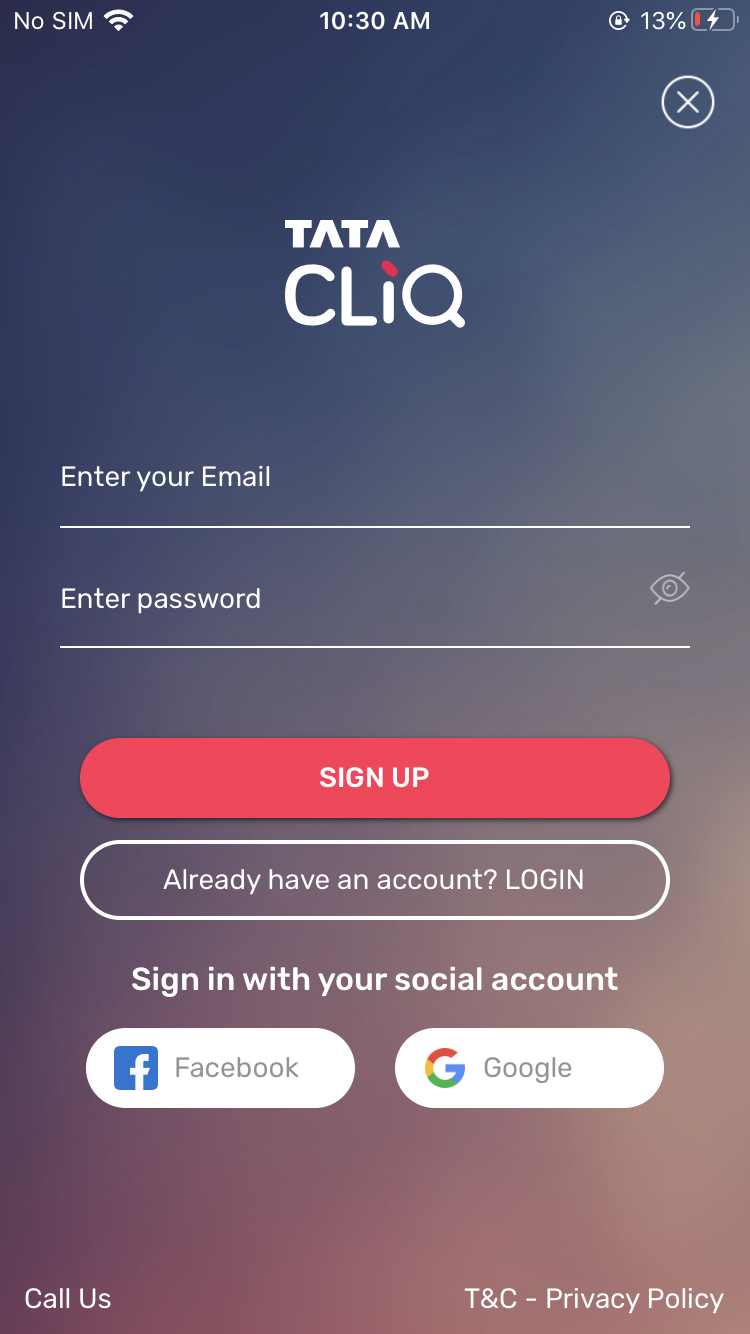 No SIM 10:30 AM 13%
TATA
CLiQ
Enter your Email
Enter password
SIGN UP
Already have an account? LOGIN
Sign in with your social account
Facebook Google
Call Us T&C - Privacy Policy